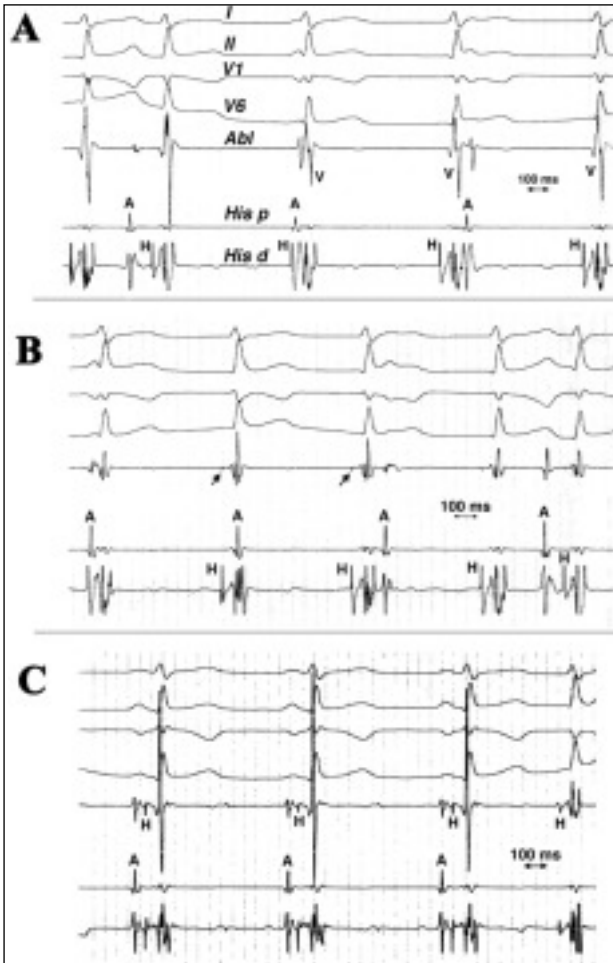 A
I
II
V1
V6
Abl
V V V
100 ms
A A A
His p
H H H H
His d
B
A A A A
100 ms
H H H H H
C
H H H H
A A A
100 ms